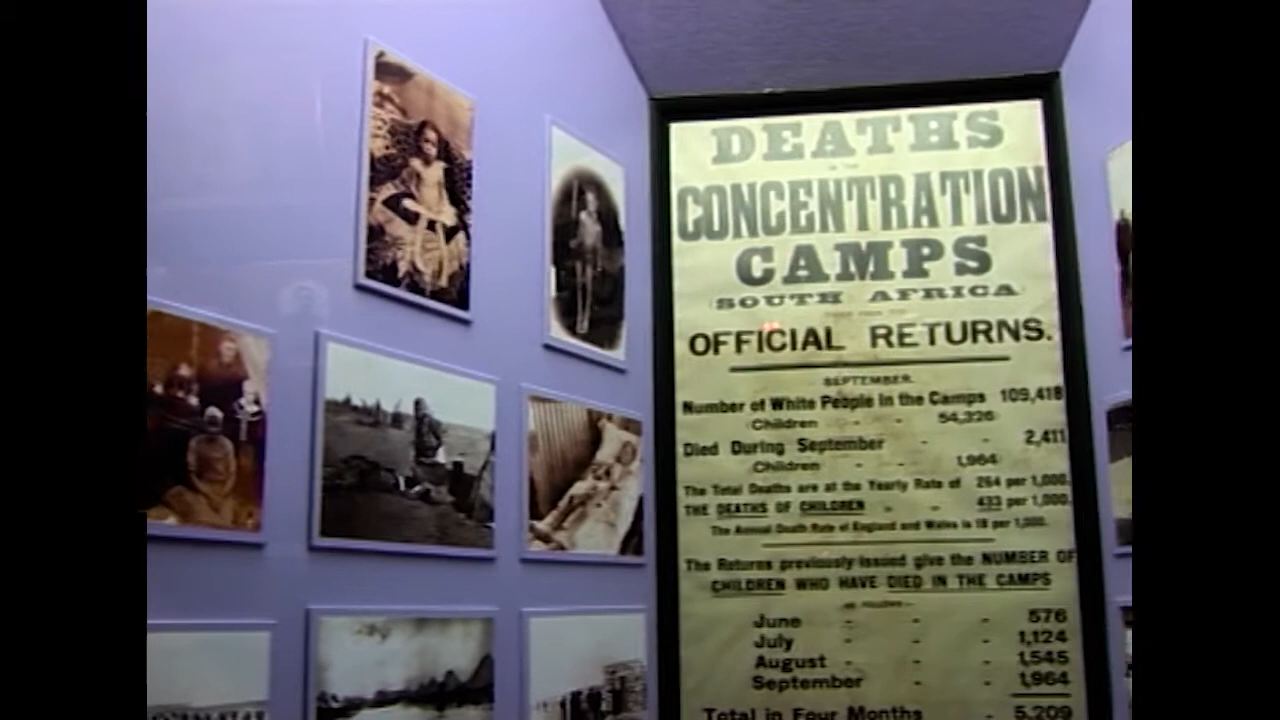 DEATHS
IN THE
CONCENTRATION
CAMPS
(SOUTH AFRICA)
OFFICIAL RETURNS.
SEPTEMBER.
Number of White People in the Camps 109,418
Children - - 54,326
Died During September - - 2,411
Children - - 1,964
The Total Deaths are at the Yearly Rate of 264 per 1,000.
THE DEATHS OF CHILDREN „ „ 433 per 1,000.
The Annual Death Rate of England and Wales is 18 per 1,000.
The Returns previously issued give the NUMBER OF
CHILDREN WHO HAVE DIED IN THE CAMPS
AS FOLLOWS—
June - - - 576
July - - - 1,124
August - - - 1,545
September - - 1,964
Total in Four Months - 5,209